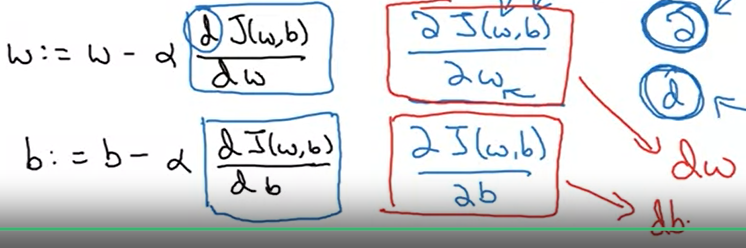 w := w - α dJ(w,b)/dw ∂J(w,b)/∂w ∂
d
dw
b := b - α dJ(w,b)/db ∂J(w,b)/∂b
db